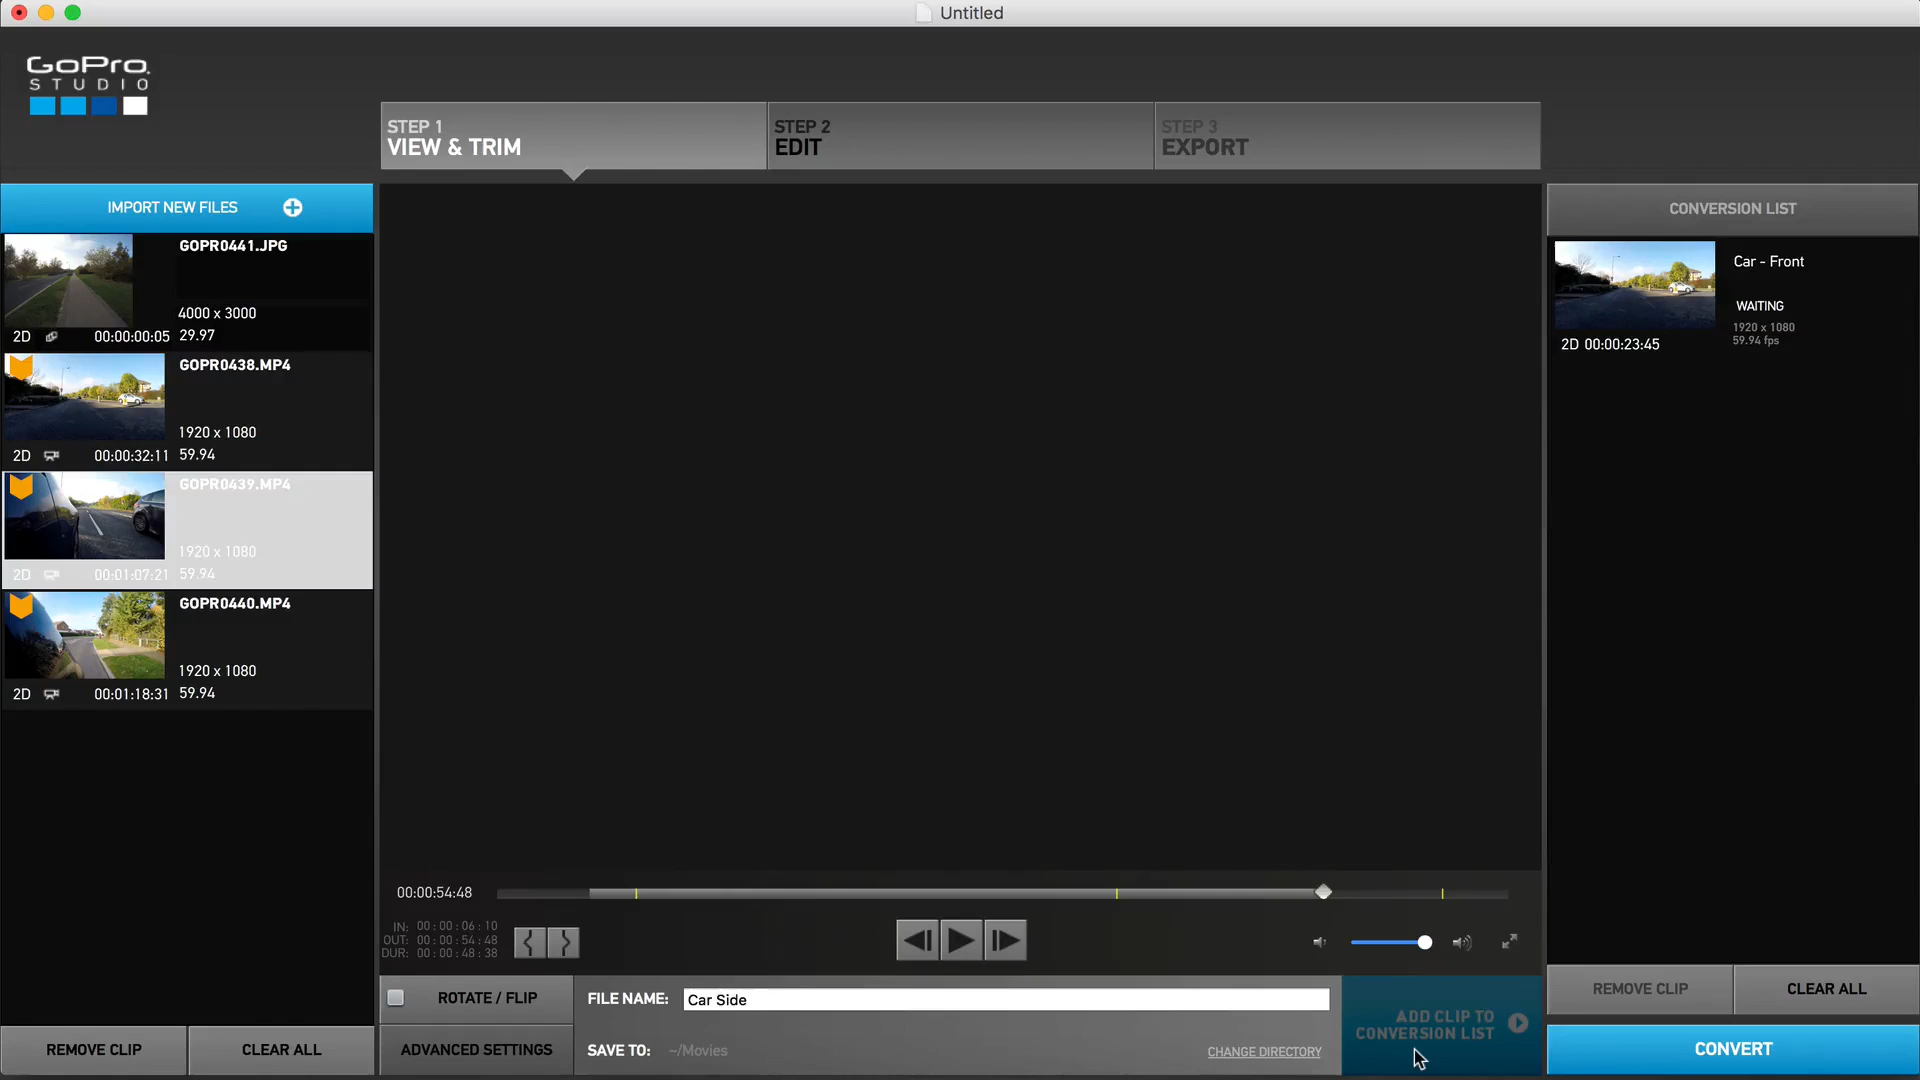 Untitled
GoPro
STUDIO
STEP 1
VIEW & TRIM
STEP 2
EDIT
STEP 3
EXPORT
IMPORT NEW FILES
GOPR0441.JPG
4000 x 3000
2D 00:00:00:05 29.97
GOPR0438.MP4
1920 x 1080
2D 00:00:32:11 59.94
GOPR0439.MP4
1920 x 1080
2D 00:01:07:21 59.94
GOPR0440.MP4
1920 x 1080
2D 00:01:18:31 59.94
REMOVE CLIP
CLEAR ALL
00:00:54:48
IN: 00:00:06:10
OUT: 00:00:54:48
DUR: 00:00:48:38
ROTATE / FLIP
ADVANCED SETTINGS
FILE NAME: Car Side
SAVE TO: ~/Movies
CHANGE DIRECTORY
ADD CLIP TO
CONVERSION LIST
CONVERSION LIST
Car - Front
WAITING
1920 x 1080
59.94 fps
2D 00:00:23:45
REMOVE CLIP
CLEAR ALL
CONVERT